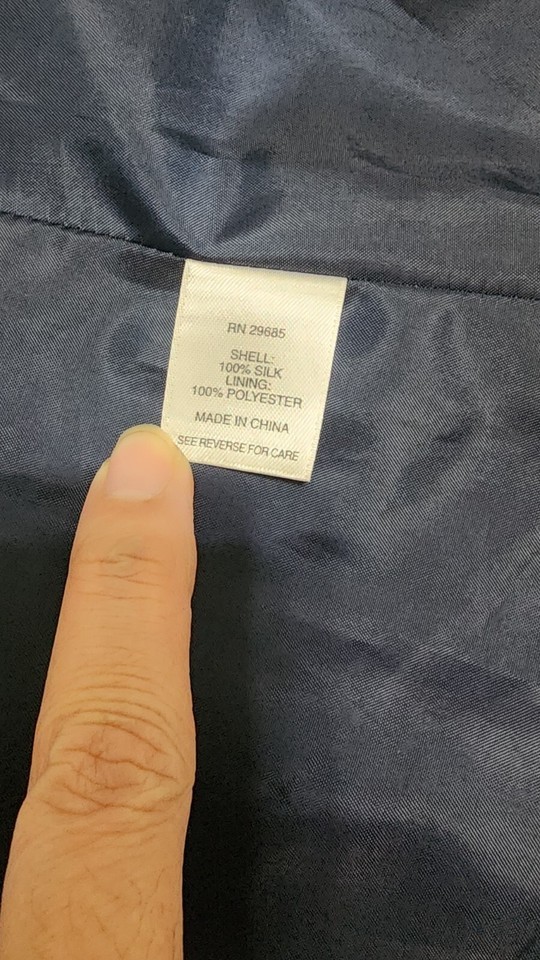 RN 29685
SHELL:
100% SILK
LINING:
100% POLYESTER
MADE IN CHINA
SEE REVERSE FOR CARE